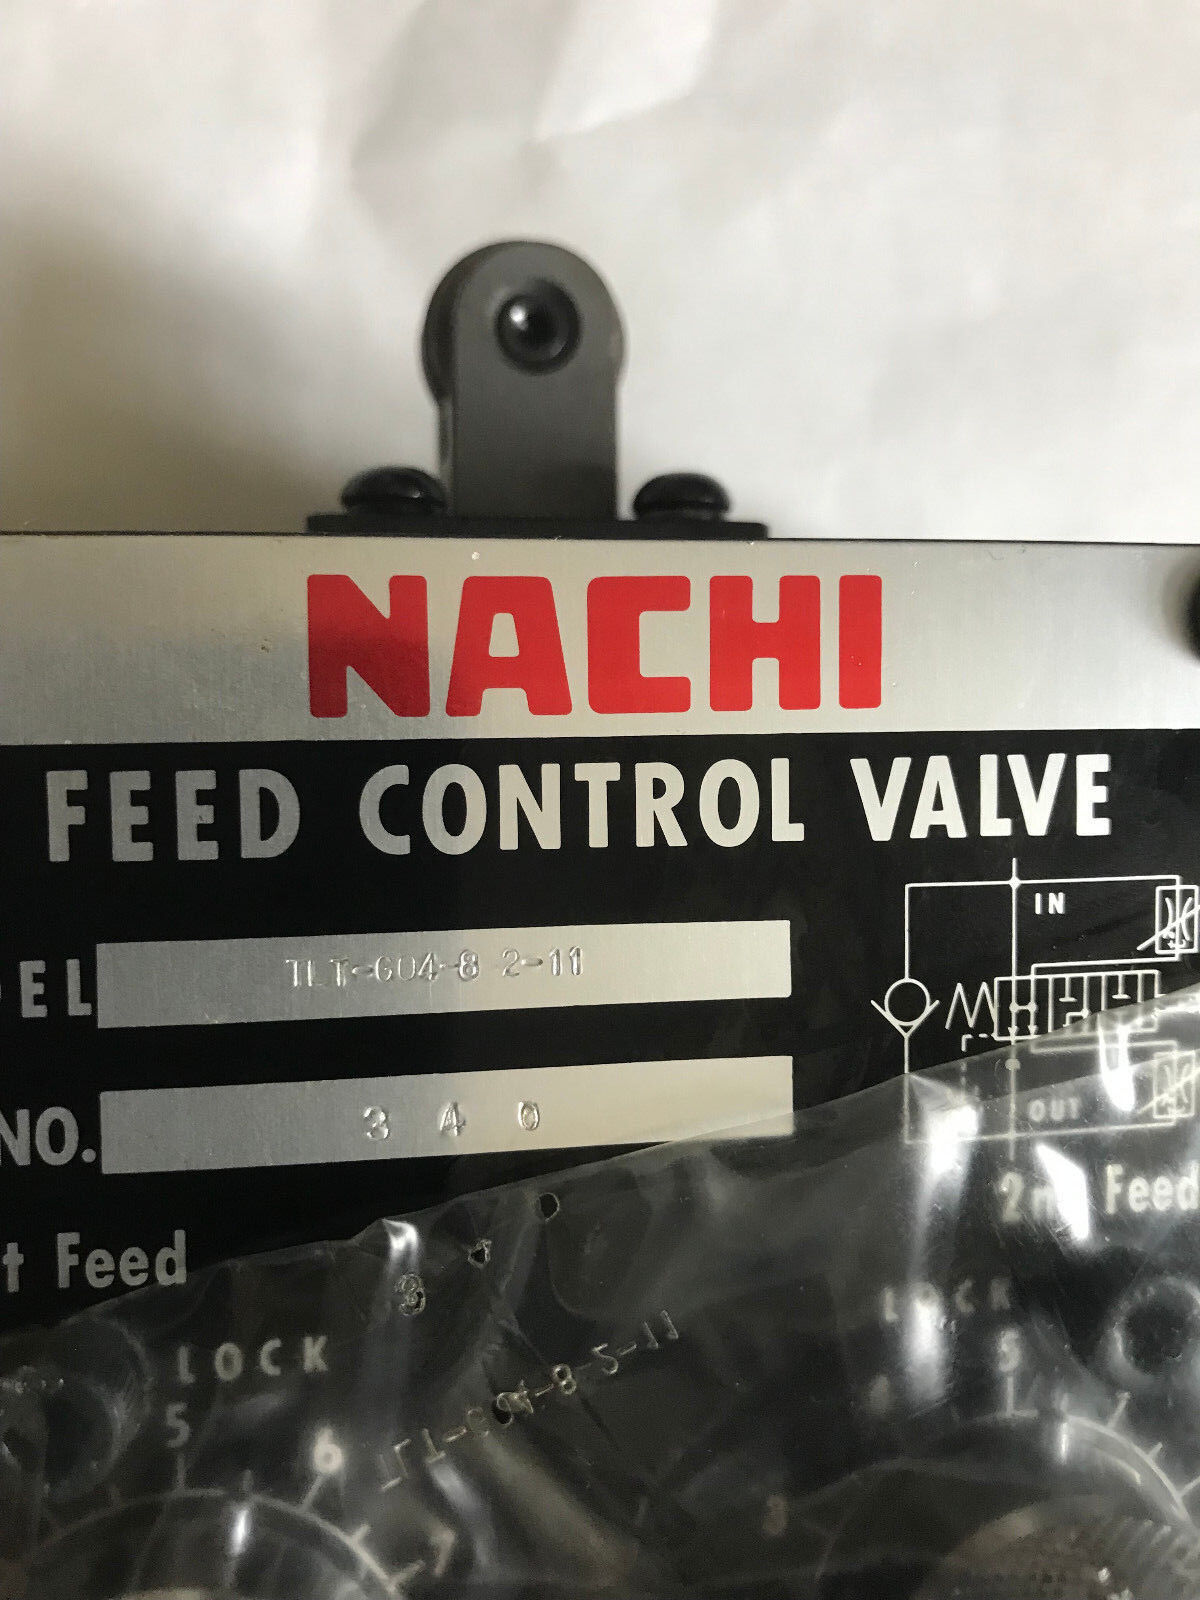 NACHI
FEED CONTROL VALVE
IN
EL
TLT-G04-8 2-11
OUT
NO.
3 4 0
2n Feed
t Feed
LOCK
5
6
7
LOCK
5